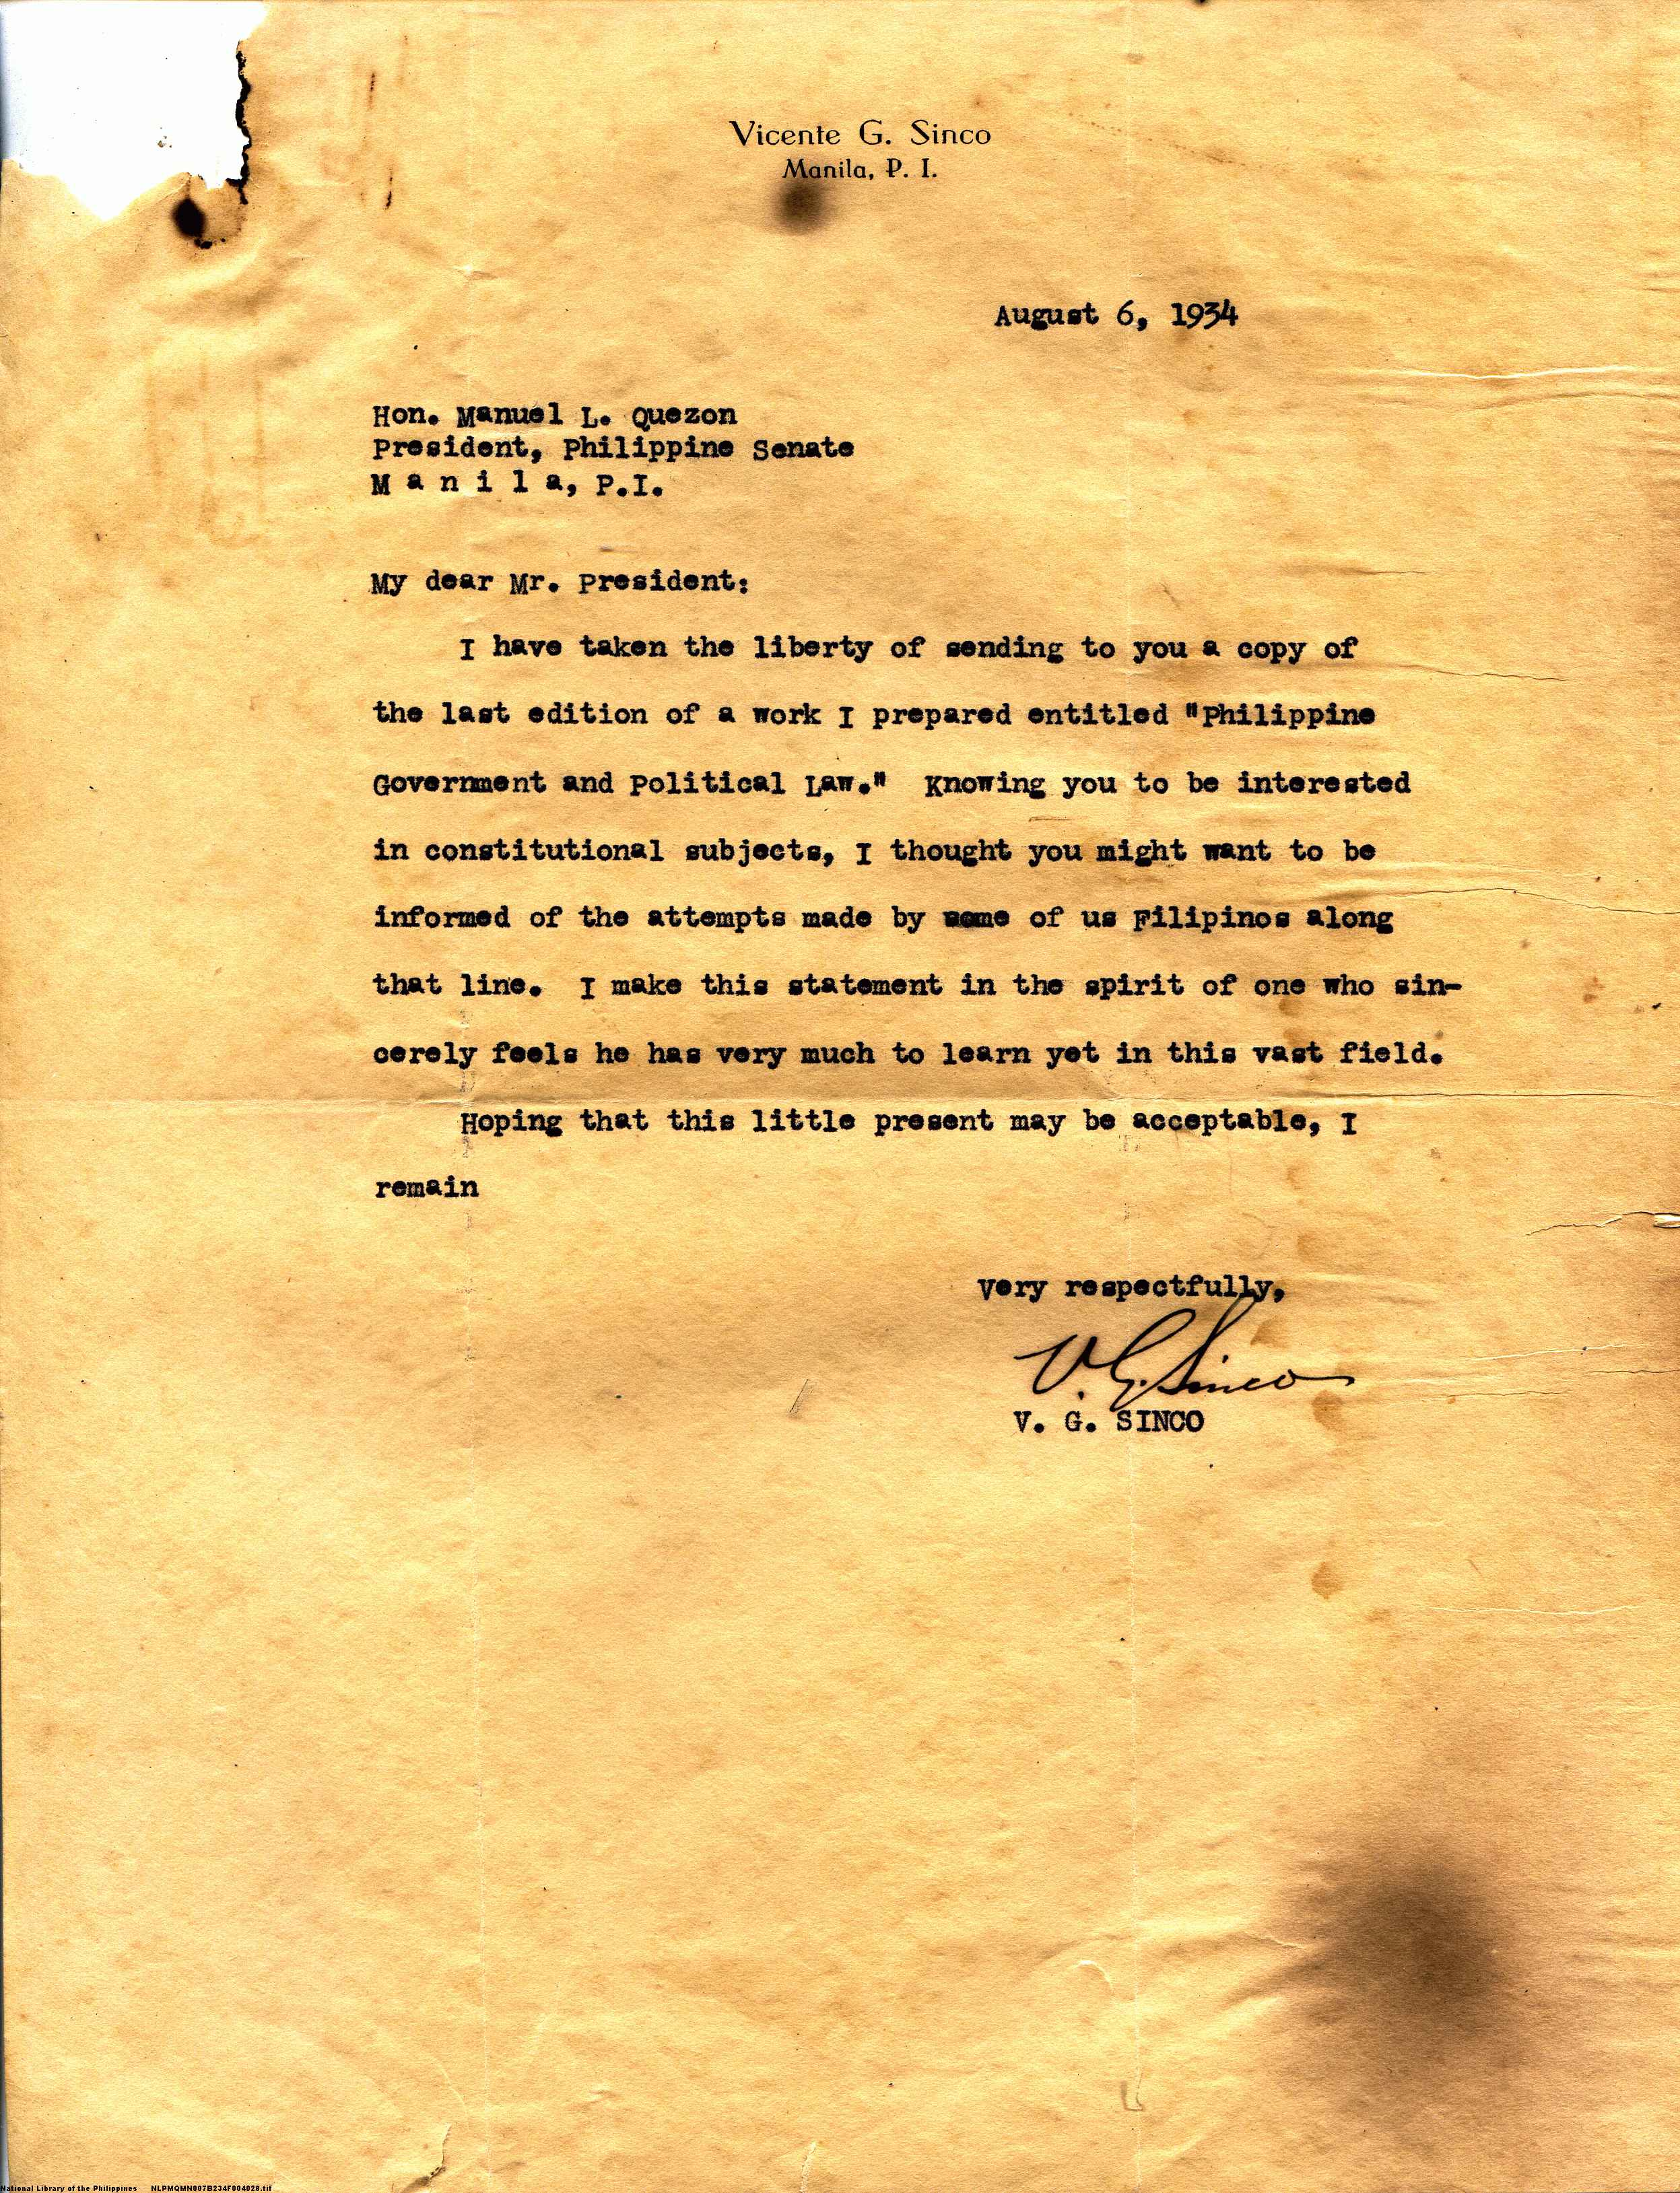 Vicente G. Sinco
Manila, P. I.
August 6, 1934
Hon. Manuel L. Quezon
President, Philippine Senate
M a n i l a, P.I.
My dear Mr. President:
I have taken the liberty of sending to you a copy of
the last edition of a work I prepared entitled "Philippine
Government and Political Law."  Knowing you to be interested
in constitutional subjects, I thought you might want to be
informed of the attempts made by some of us Filipinos along
that line.  I make this statement in the spirit of one who sin-
cerely feels he has very much to learn yet in this vast field.
Hoping that this little present may be acceptable, I
remain
Very respectfully,
V. G. Sinco
V. G. SINCO
National Library of the Philippines NLPMQMN007B234F004028.tif